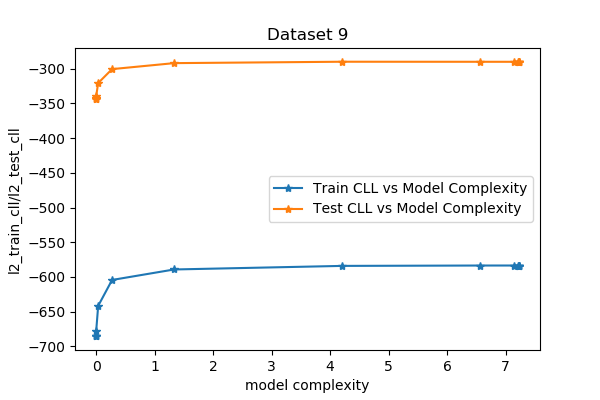 Dataset 9
l2_train_cll/l2_test_cll
−300
−350
−400
−450
−500
−550
−600
−650
−700
Train CLL vs Model Complexity
Test CLL vs Model Complexity
0 1 2 3 4 5 6 7
model complexity